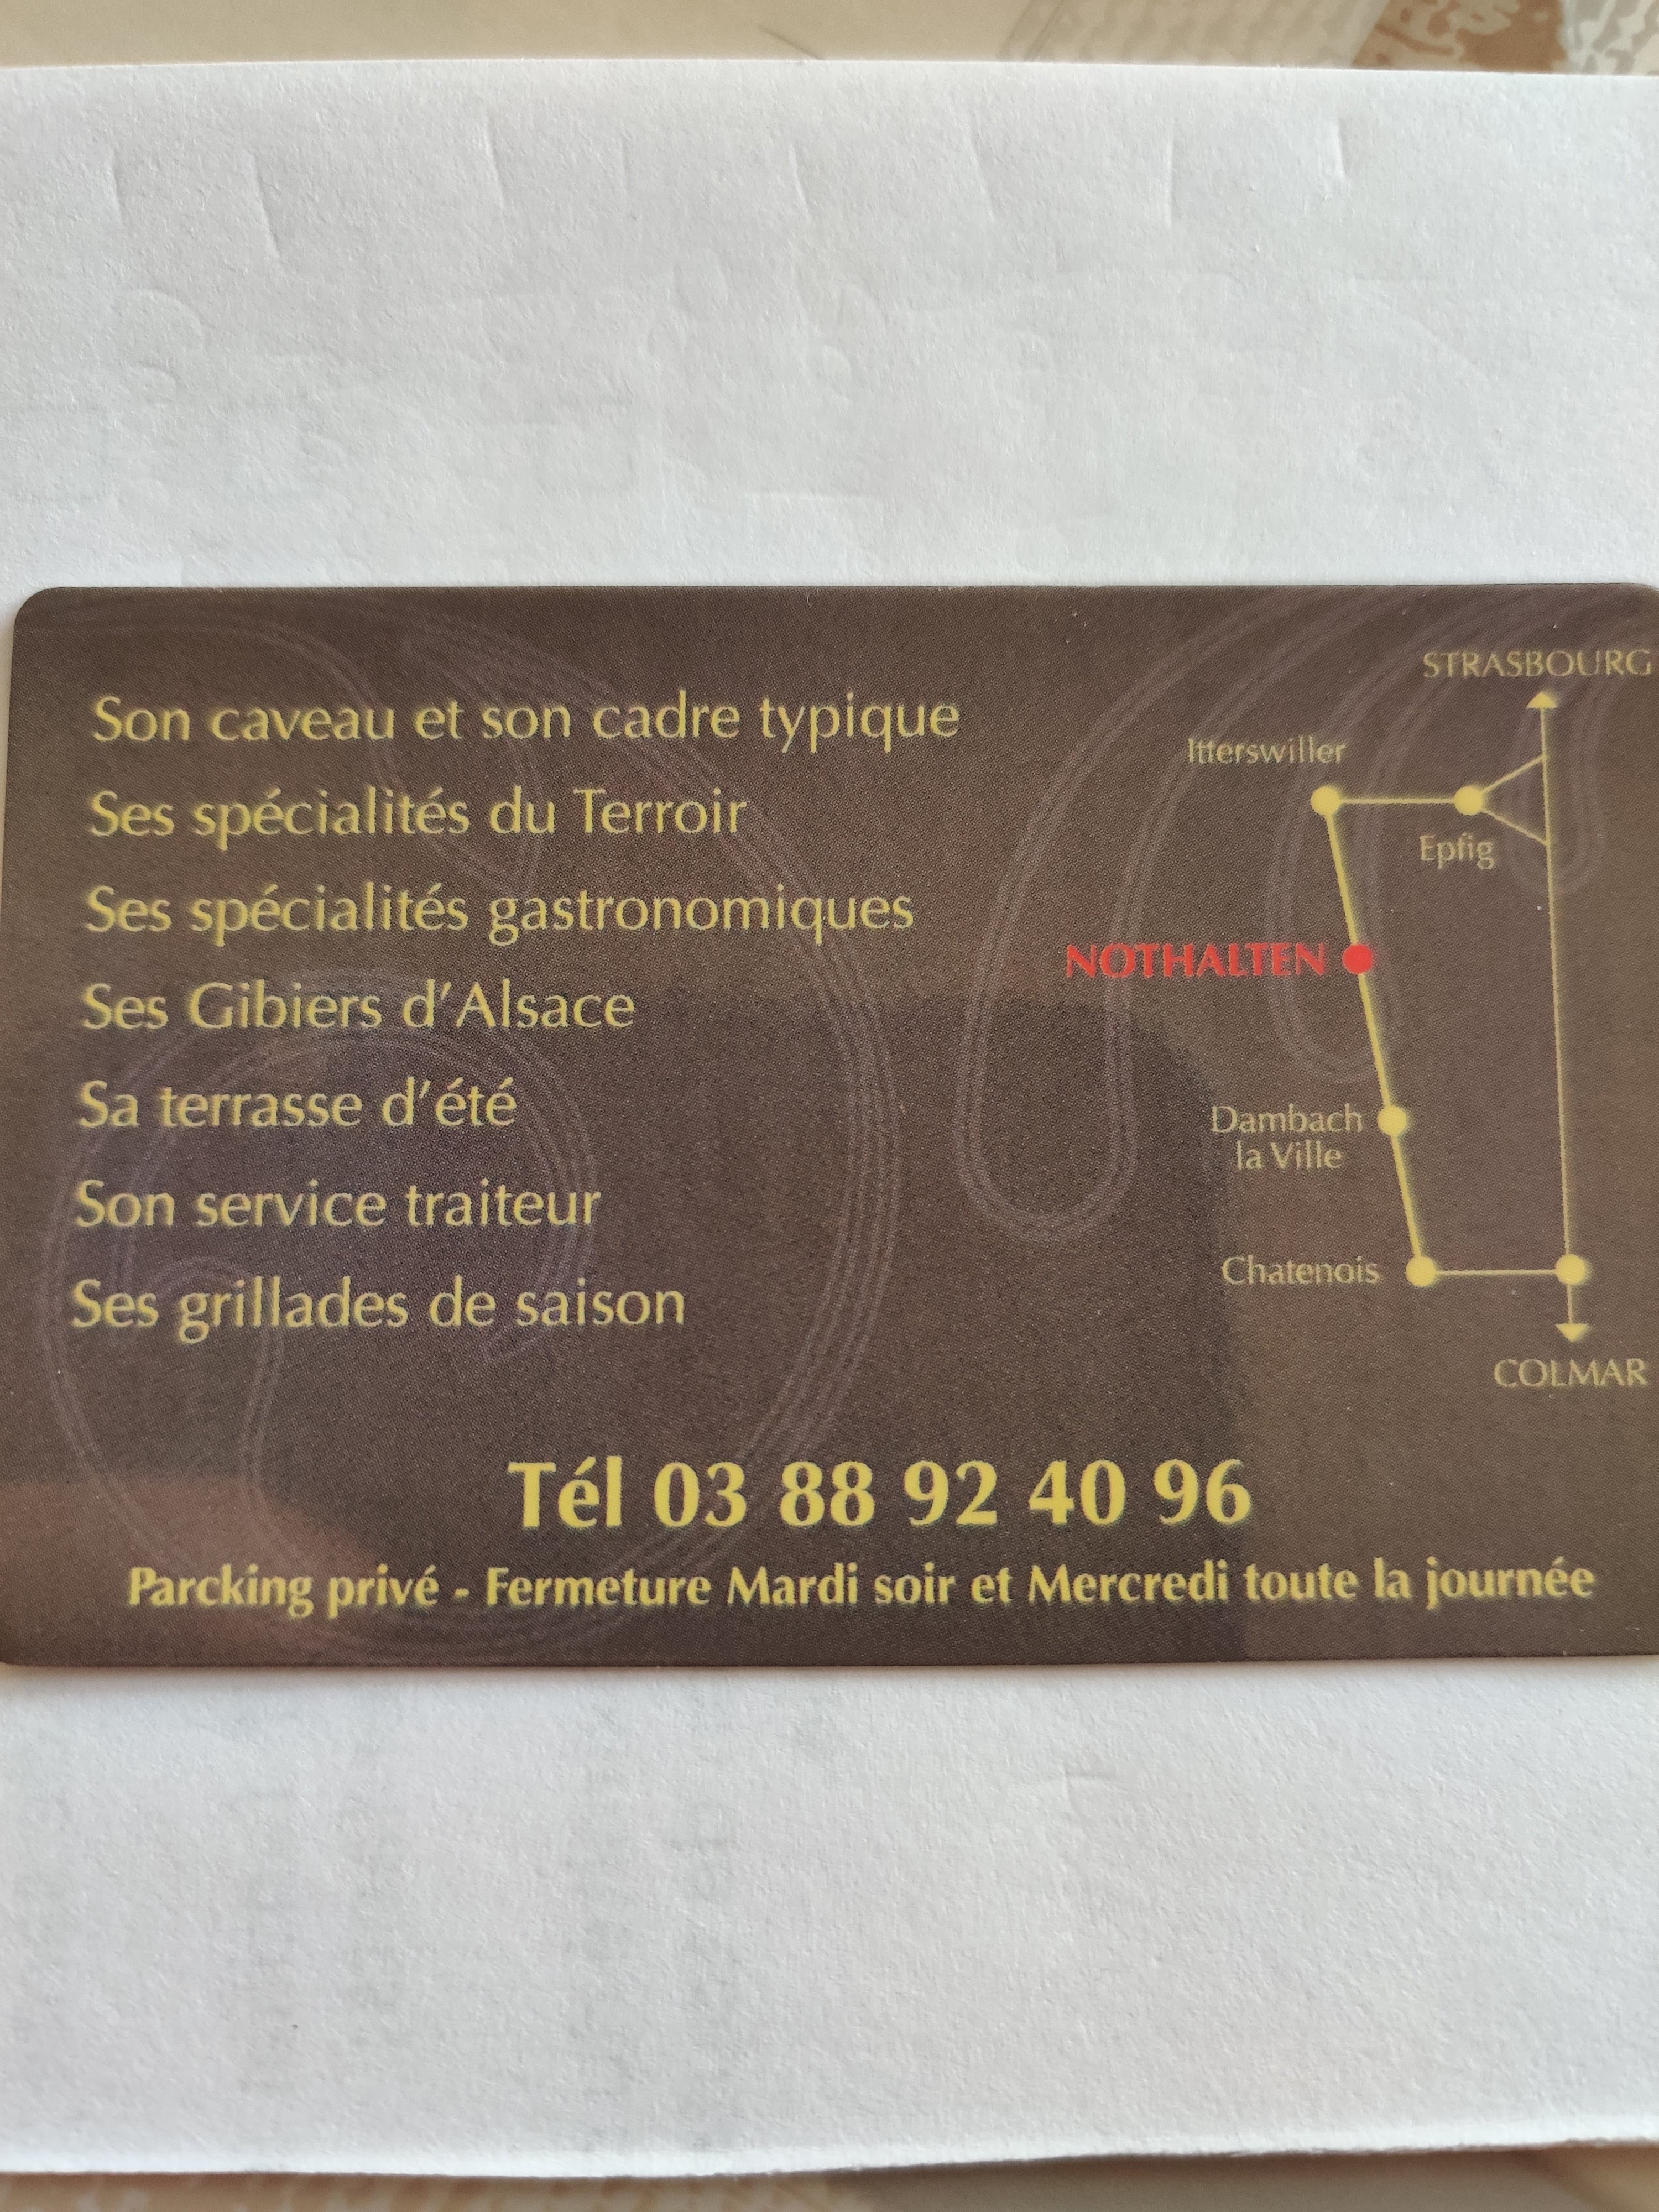 Son caveau et son cadre typique
Ses spécialités du Terroir
Ses spécialités gastronomiques
Ses Gibiers d'Alsace
Sa terrasse d'été
Son service traiteur
Ses grillades de saison
STRASBOURG
Itterswiller
Epfig
NOTHALTEN
Dambach
la Ville
Chatenois
COLMAR
Tél 03 88 92 40 96
Parcking privé - Fermeture Mardi soir et Mercredi toute la journée